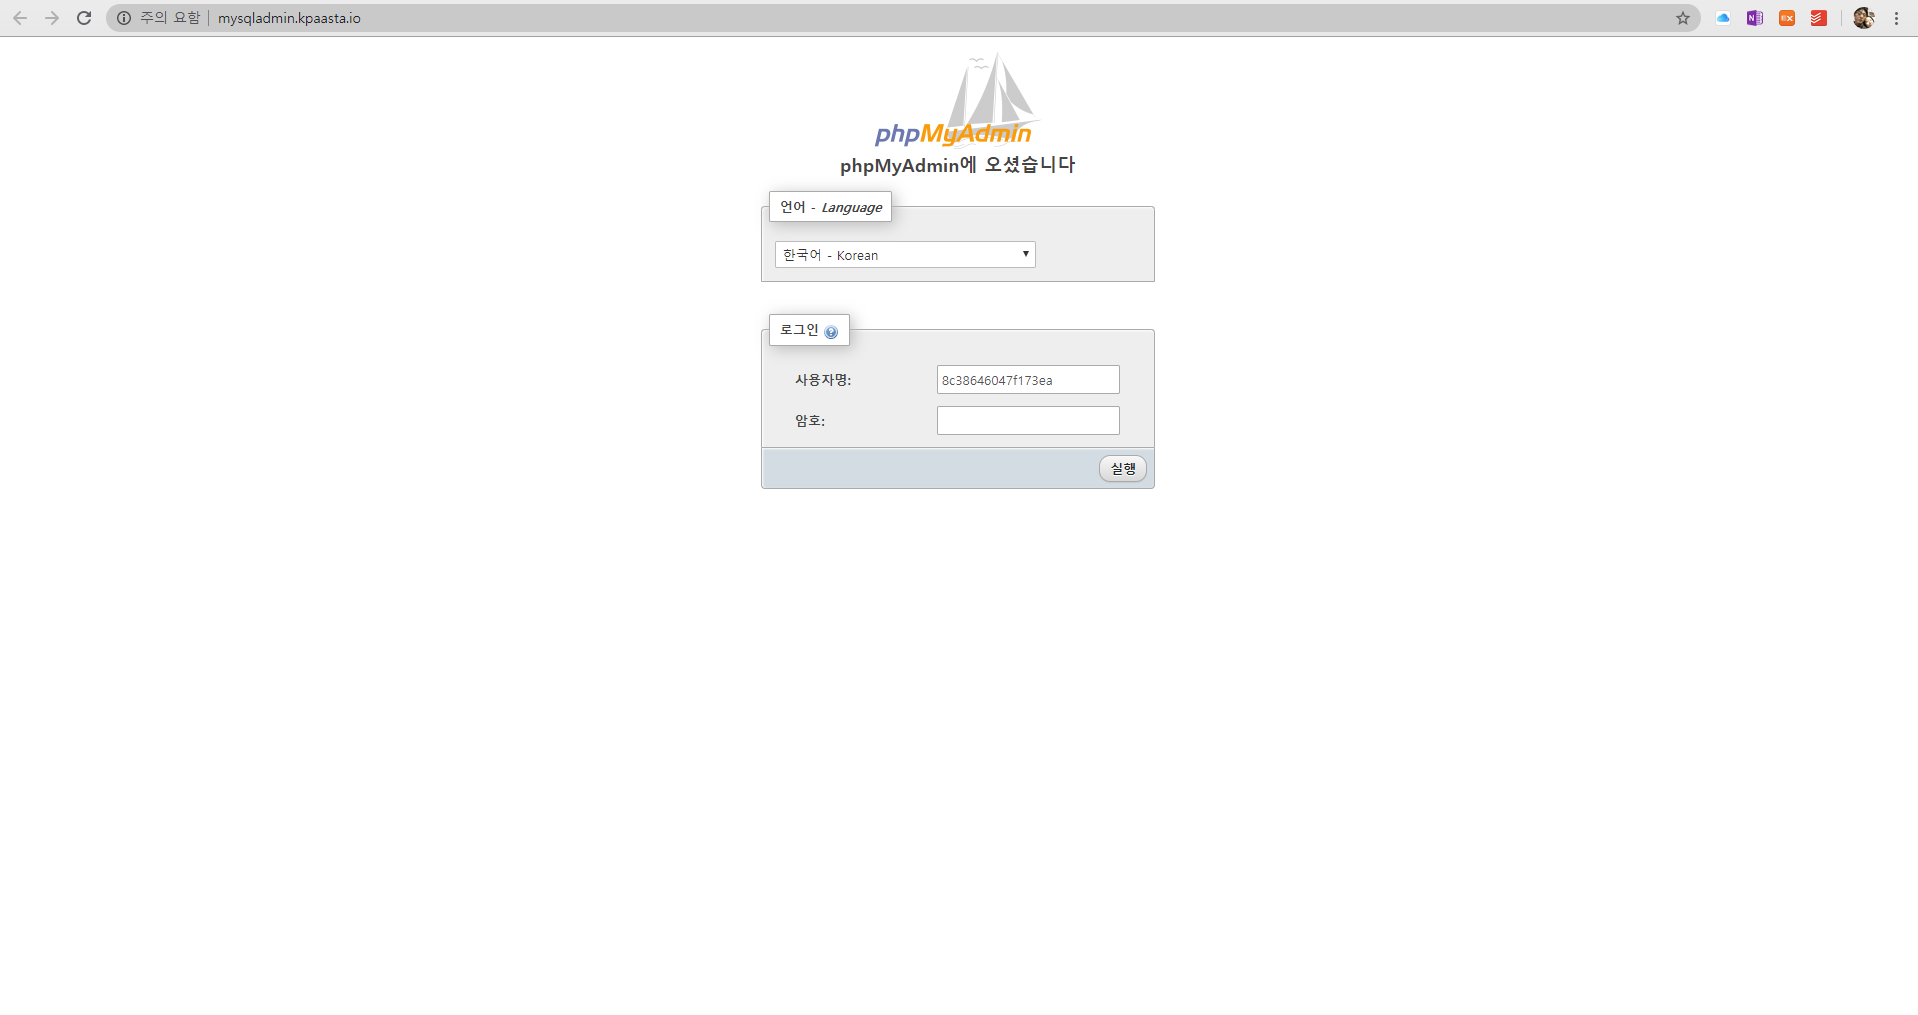 주의 요함 | mysqladmin.kpaasta.io
N
EX
phpMyAdmin
phpMyAdmin에 오셨습니다
언어 - Language
한국어 - Korean
로그인
사용자명: 8c38646047f173ea
암호:
실행